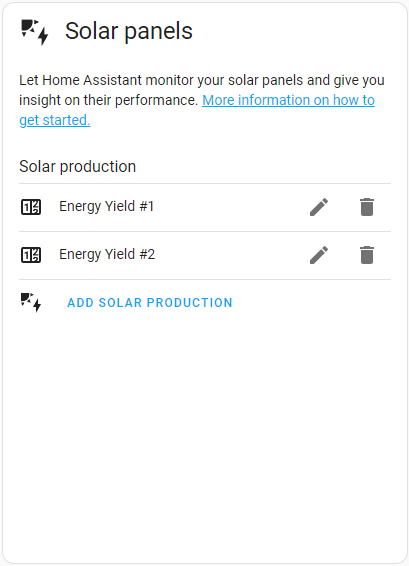 Solar panels
Let Home Assistant monitor your solar panels and give you
insight on their performance. More information on how to
get started.
Solar production
Energy Yield #1
Energy Yield #2
ADD SOLAR PRODUCTION